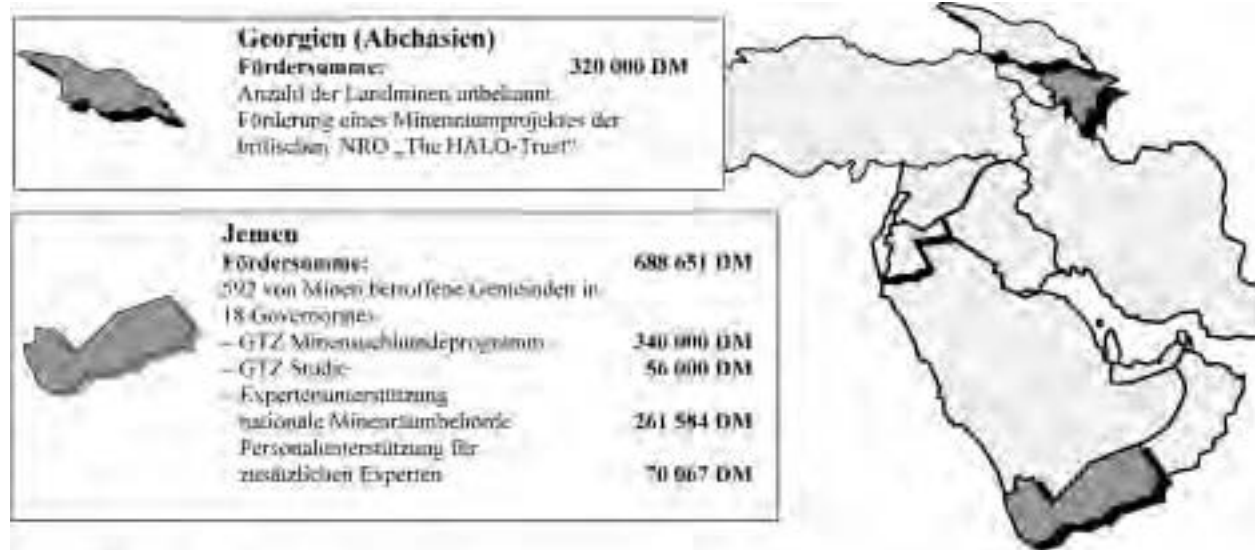 Georgien (Abchasien)
Fördersumme: 320 000 DM
Anzahl der Landminen unbekannt
Förderung eines Minenräumprojektes der
britischen NRO „The HALO-Trust“
Jemen
Fördersumme: 688 651 DM
592 von Minen betroffene Gemeinden in
18
– GTZ Minensuchhundeprogramm 340 000 DM
– GTZ Studie 56 000 DM
– Expertenunterstützung
nationale Minenräumbehörde 261 584 DM
Personalunterstützung für
zusätzlichen Experten 70 067 DM